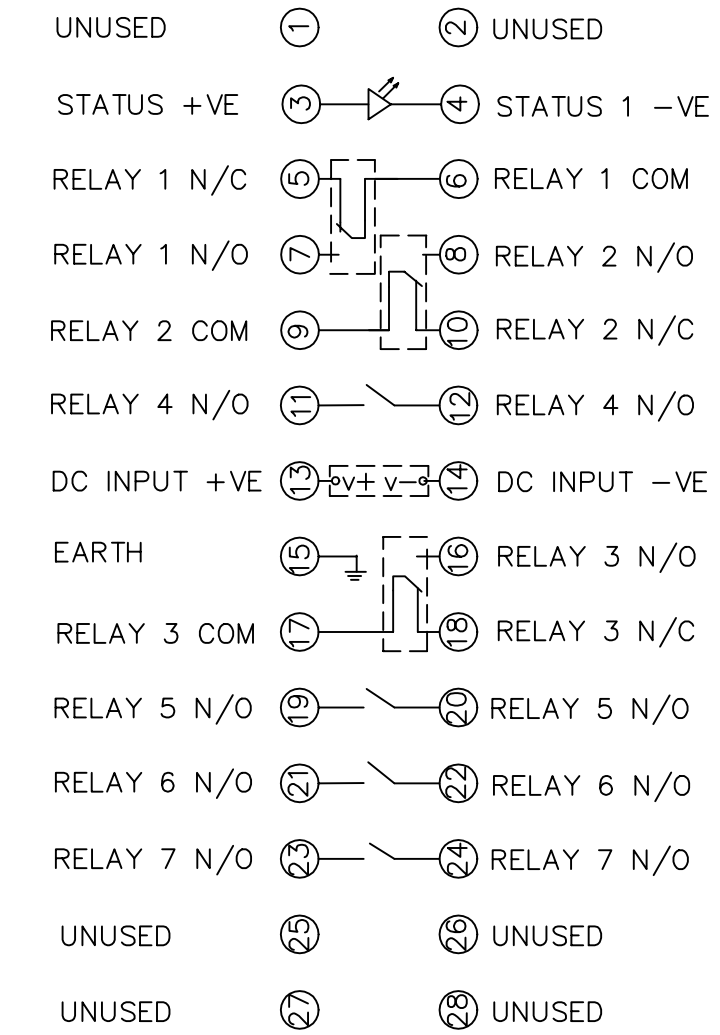 UNUSED 1 2 UNUSED
STATUS +VE 3 4 STATUS 1 −VE
RELAY 1 N/C 5 6 RELAY 1 COM
RELAY 1 N/O 7 8 RELAY 2 N/O
RELAY 2 COM 9 10 RELAY 2 N/C
RELAY 4 N/O 11 12 RELAY 4 N/O
DC INPUT +VE 13 v+ v− 14 DC INPUT −VE
EARTH 15 16 RELAY 3 N/O
RELAY 3 COM 17 18 RELAY 3 N/C
RELAY 5 N/O 19 20 RELAY 5 N/O
RELAY 6 N/O 21 22 RELAY 6 N/O
RELAY 7 N/O 23 24 RELAY 7 N/O
UNUSED 25 26 UNUSED
UNUSED 27 28 UNUSED